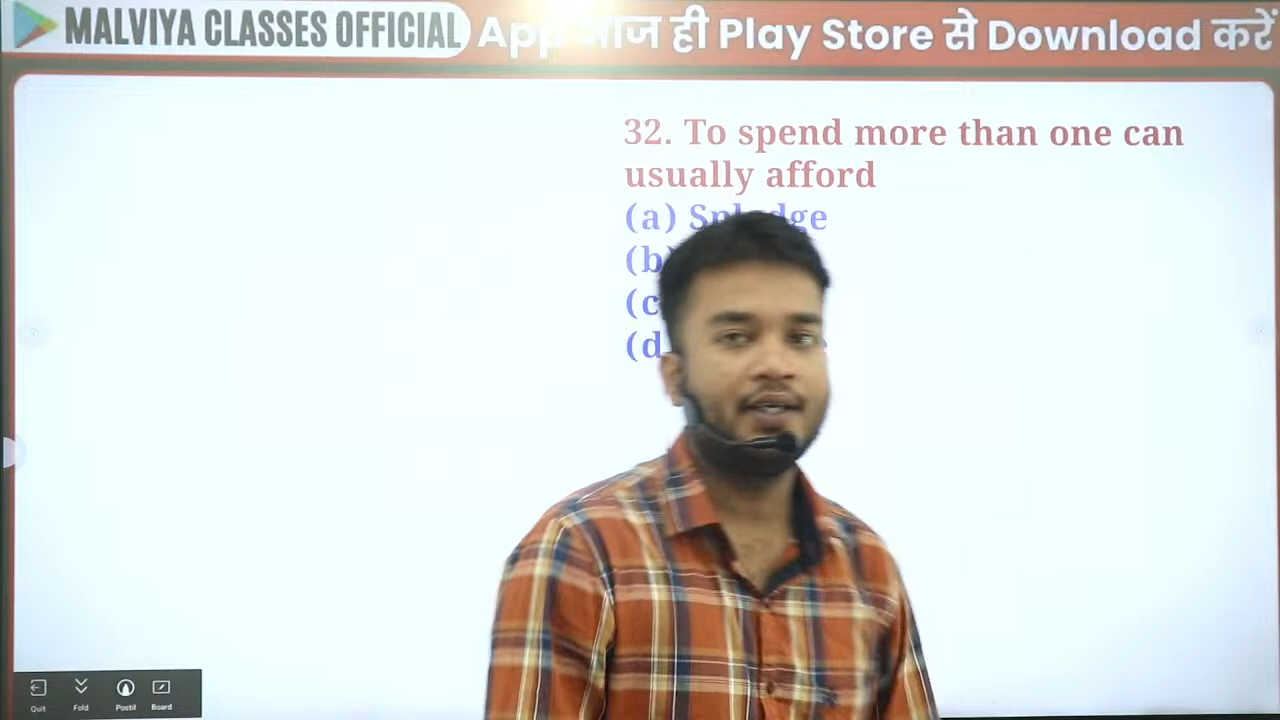 MALVIYA CLASSES OFFICIAL App आज ही Play Store से Download करें
32. To spend more than one can
usually afford
(a)
(b)
(c
(d
Quit Fold Postil Board